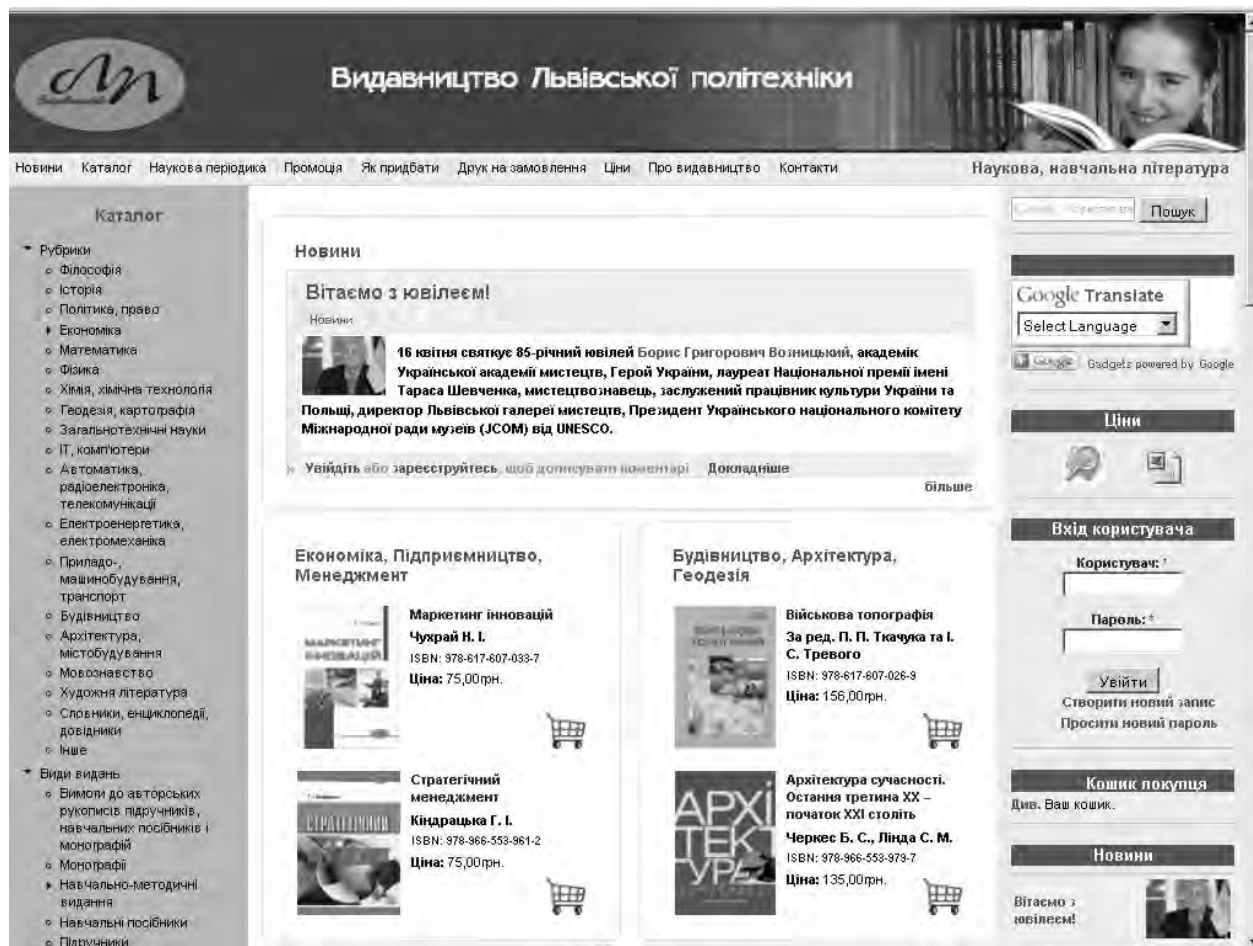 Видавництво Львівської політехніки
Новини Каталог Наукова періодика Промоція Як придбати Друк на замовлення Ціни Про видавництво Контакти
Наукова, навчальна література
Каталог
Рубрики
Філософія
Історія
Політика, право
Економіка
Математика
Фізика
Хімія, хімічна технологія
Геодезія, картографія
Загальнотехнічні науки
ІТ, комп'ютери
Автоматика,
радіоелектроніка,
телекомунікації
Електроенергетика,
електромеханіка
Приладо-,
машинобудування,
транспорт
Будівництво
Архітектура,
містобудування
Мовознавство
Художня література
Словники, енциклопедії,
довідники
Інше
Види видань
Вимоги до авторських
рукописів підручників,
навчальних посібників і
монографій
Монографії
Навчально-методичні
видання
Навчальні посібники
Підручники
Новини
Вітаємо з ювілеєм!
Новини
16 квітня святкує 85-річний ювілей Борис Григорович Возницький, академік
Української академії мистецтв, Герой України, лауреат Національної премії імені
Тараса Шевченка, мистецтвознавець, заслужений працівник культури України та
Польщі, директор Львівської галереї мистецтв, Президент Українського національного комітету
Міжнародної ради музеїв (JCOM) від UNESCO.
» Увійдіть або зареєструйтесь, щоб дописувати коментарі Докладніше
більше
Економіка, Підприємництво,
Менеджмент
МАРКЕТИНГ
ІННОВАЦІЙ
Маркетинг інновацій
Чухрай Н. І.
ISBN: 978-617-607-033-7
Ціна: 75,00грн.
СТРАТЕГІЧНИЙ
Стратегічний
менеджмент
Кіндрацька Г. І.
ISBN: 978-966-553-961-2
Ціна: 75,00грн.
Будівництво, Архітектура,
Геодезія
Військова топографія
За ред. П. П. Ткачука та І.
С. Тревого
ISBN: 978-617-607-026-9
Ціна: 156,00грн.
АРХІ
ТЕК
ТУРА
Архітектура сучасності.
Остання третина ХХ –
початок ХХІ століть
Черкес Б. С., Лінда С. М.
ISBN: 978-966-553-979-7
Ціна: 135,00грн.
Пошук
Google Translate
Select Language
Google Gadgets powered by Google
Ціни
Вхід користувача
Користувач: *
Пароль: *
Увійти
Створити новий запис
Просити новий пароль
Кошик покупця
Див. Ваш кошик.
Новини
Вітаємо з
ювілеєм!